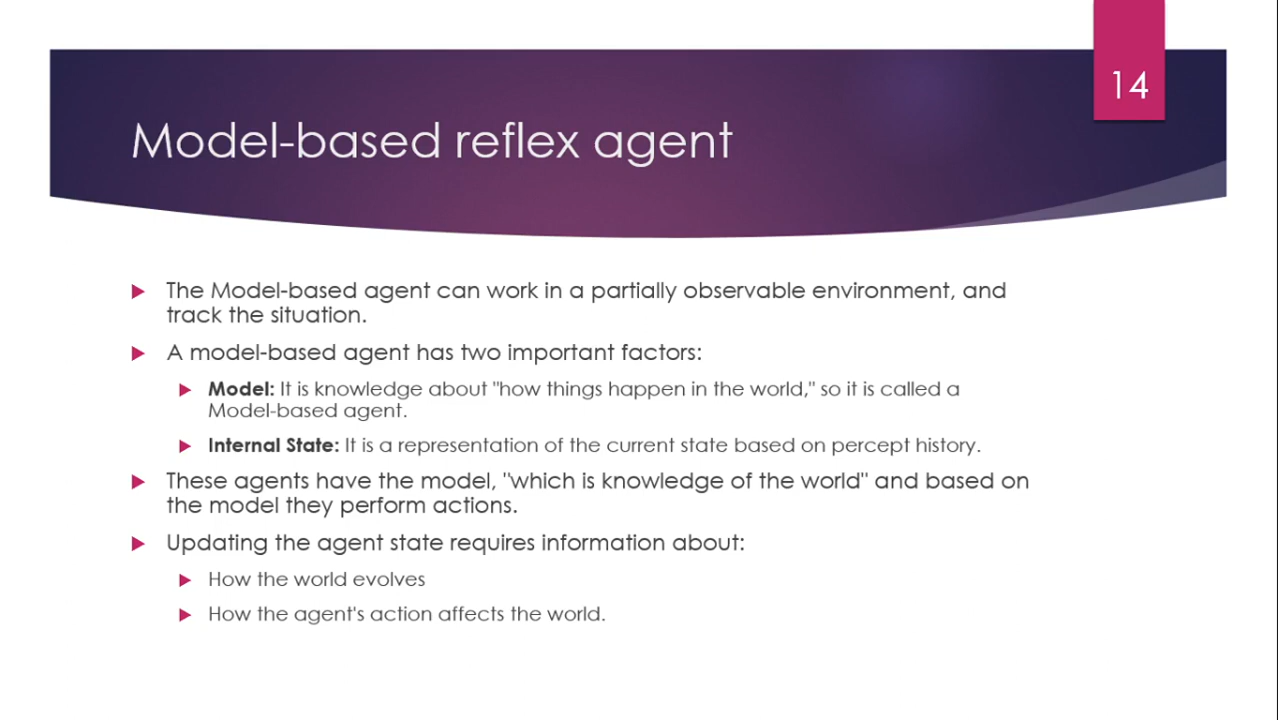 14
Model-based reflex agent
The Model-based agent can work in a partially observable environment, and
track the situation.
A model-based agent has two important factors:
Model: It is knowledge about "how things happen in the world," so it is called a
Model-based agent.
Internal State: It is a representation of the current state based on percept history.
These agents have the model, "which is knowledge of the world" and based on
the model they perform actions.
Updating the agent state requires information about:
How the world evolves
How the agent's action affects the world.